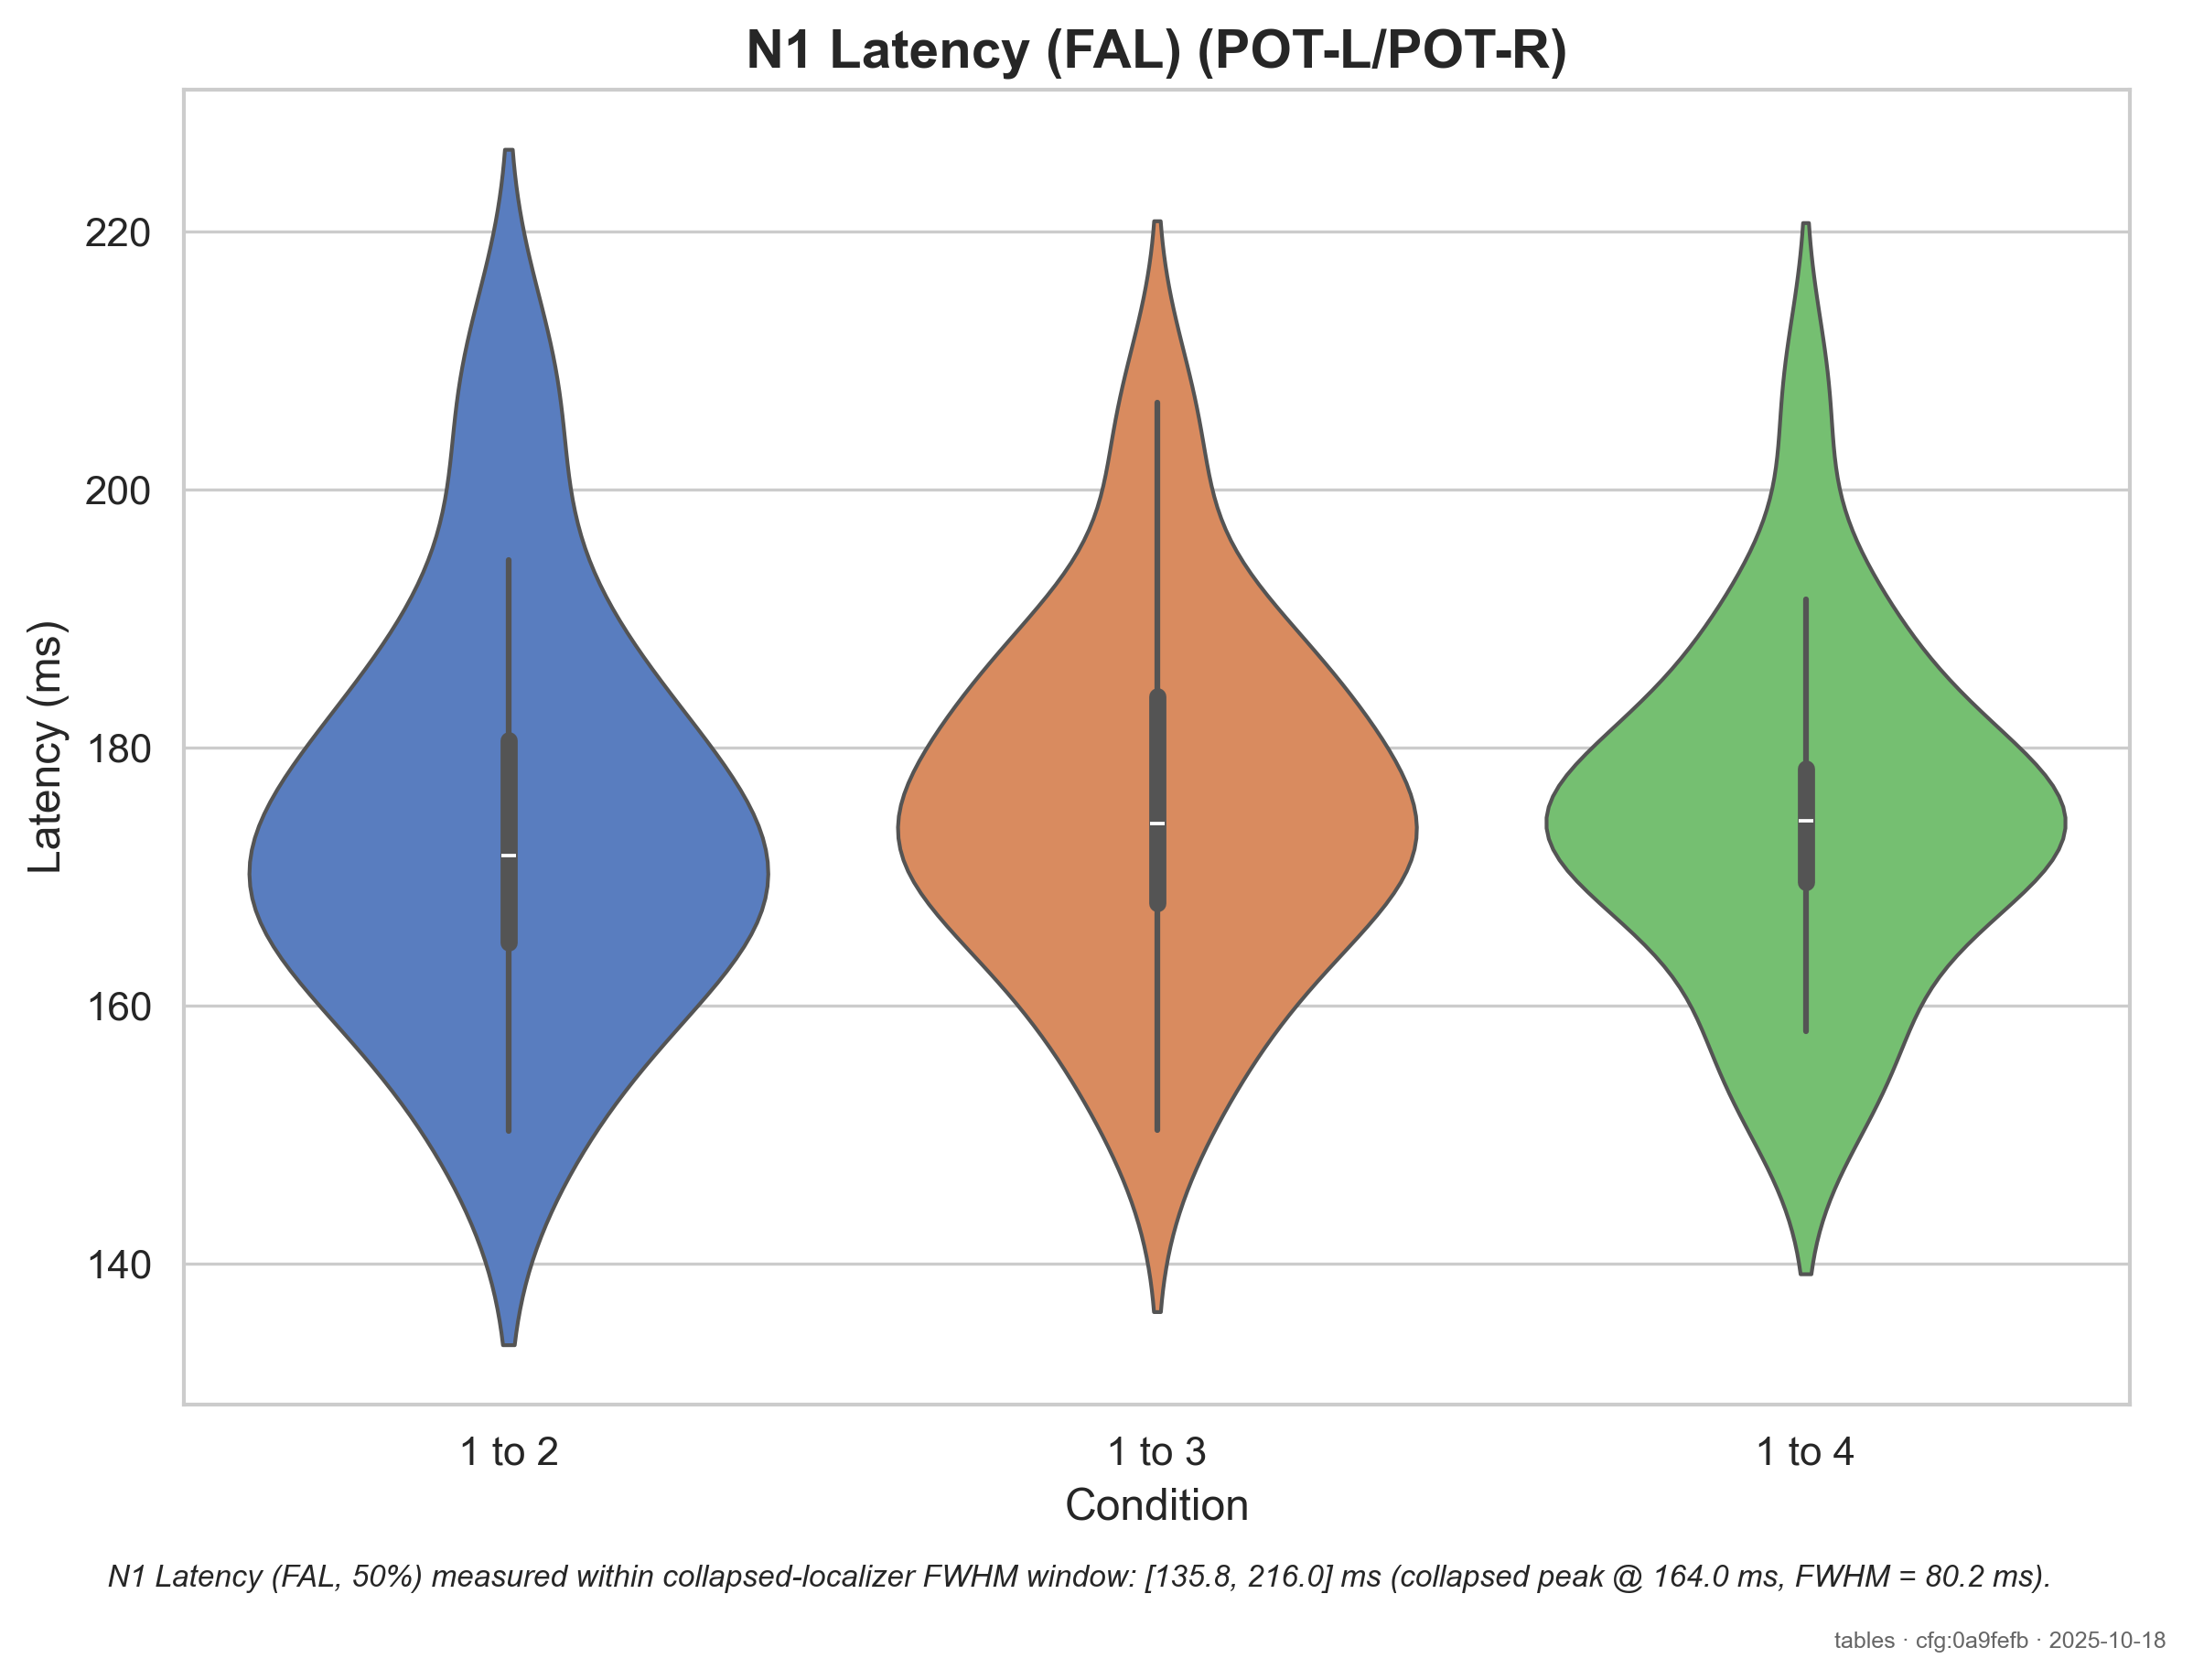 N1 Latency (FAL) (POT-L/POT-R)
Latency (ms)
220
200
180
160
140
1 to 2
1 to 3
1 to 4
Condition
N1 Latency (FAL, 50%) measured within collapsed-localizer FWHM window: [135.8, 216.0] ms (collapsed peak @ 164.0 ms, FWHM = 80.2 ms).
tables · cfg:0a9fefb · 2025-10-18